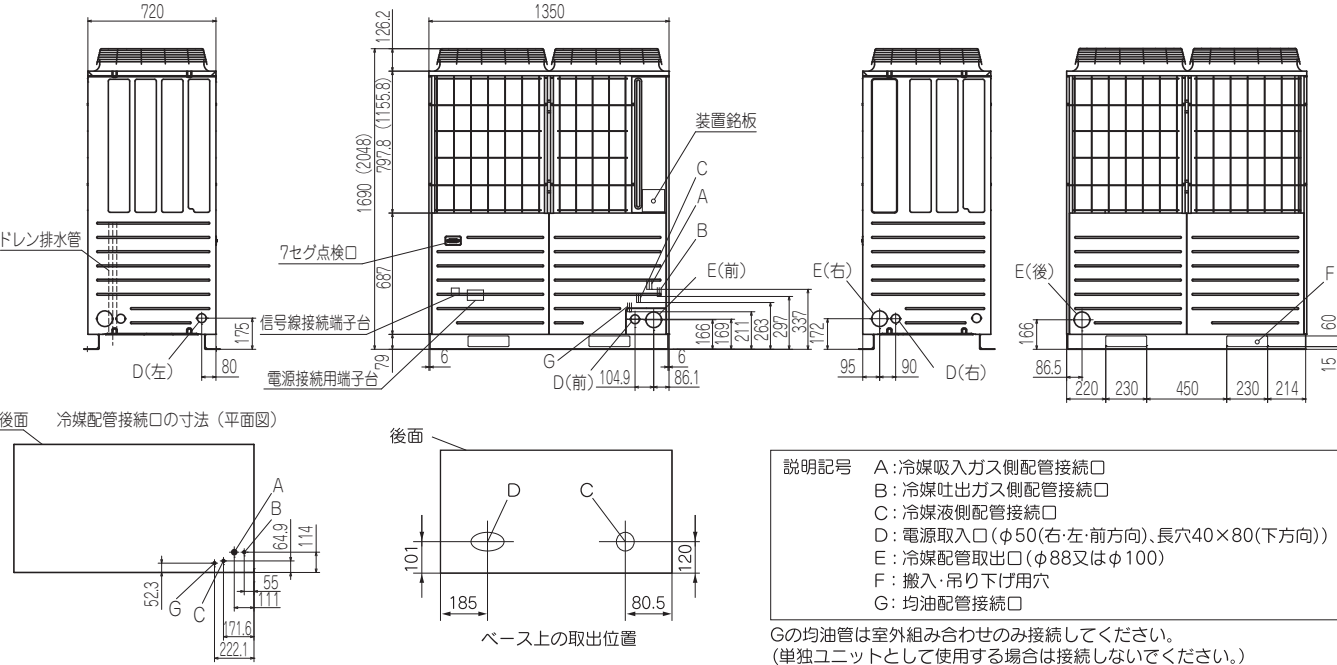 720
1350
126.2
1690（2048）
797.8（1155.8）
687
79
装置銘板
C
A
B
E(前)
ドレン排水管
7セグ点検口
信号線接続端子台
電源接続用端子台
D(左)
175
80
6
G
D(前)
104.9
6
86.1
166
169
211
263
297
337
E(右)
172
95
90
D(右)
E(後)
F
166
86.5
220
230
450
230
214
60
15
後面 冷媒配管接続口の寸法（平面図）
A
B
64.9
114
52.3
G
C
55
111
171.6
222.1
後面
D
C
101
120
185
80.5
ベース上の取出位置
説明記号 A:冷媒吸入ガス側配管接続口
B:冷媒吐出ガス側配管接続口
C:冷媒液側配管接続口
D:電源取入口(φ50(右・左・前方向)、長穴40×80(下方向))
E:冷媒配管取出口(φ88又はφ100)
F:搬入・吊り下げ用穴
G:均油配管接続口
Gの均油管は室外組み合わせのみ接続してください。
(単独ユニットとして使用する場合は接続しないでください。)